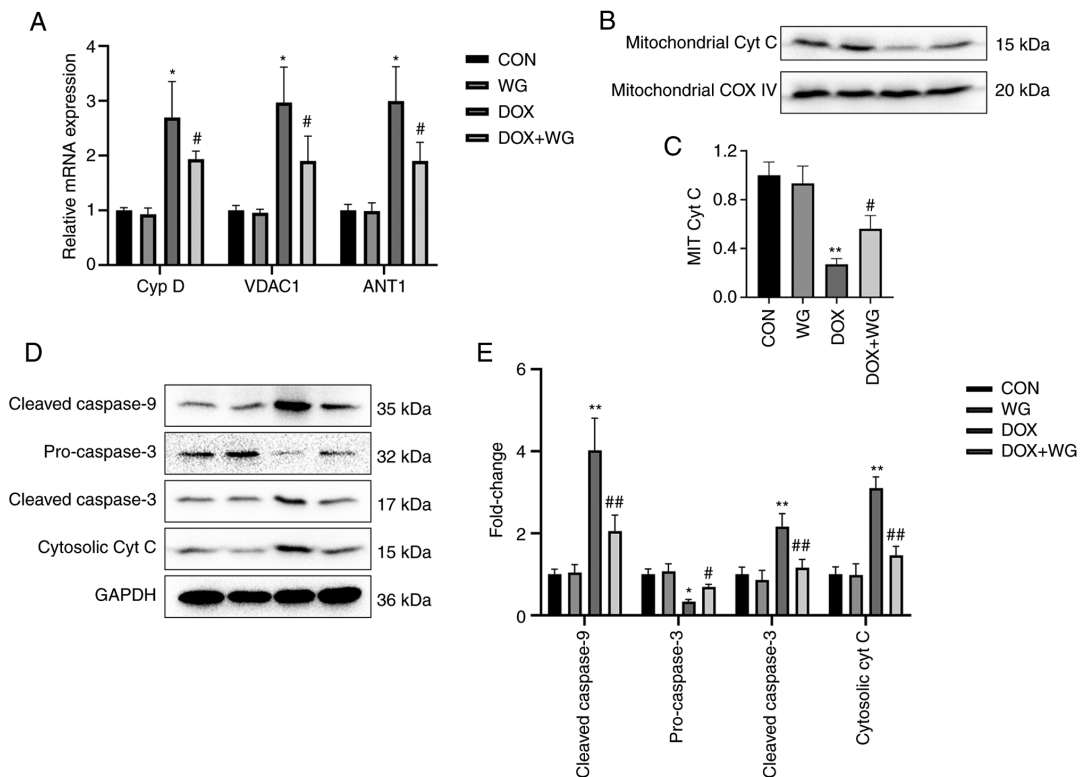 A
Relative mRNA expression
4
3
2
1
0
*
#
*
#
*
#
Cyp D
VDAC1
ANT1
CON
WG
DOX
DOX+WG
B
Mitochondrial Cyt C
15 kDa
Mitochondrial COX IV
20 kDa
C
MIT Cyt C
1.2
0.8
0.4
0.0
**
#
CON
WG
DOX
DOX+WG
D
Cleaved caspase-9
35 kDa
Pro-caspase-3
32 kDa
Cleaved caspase-3
17 kDa
Cytosolic Cyt C
15 kDa
GAPDH
36 kDa
E
Fold-change
6
4
2
0
**
##
*
#
**
##
**
##
Cleaved caspase-9
Pro-caspase-3
Cleaved caspase-3
Cytosolic cyt C
CON
WG
DOX
DOX+WG